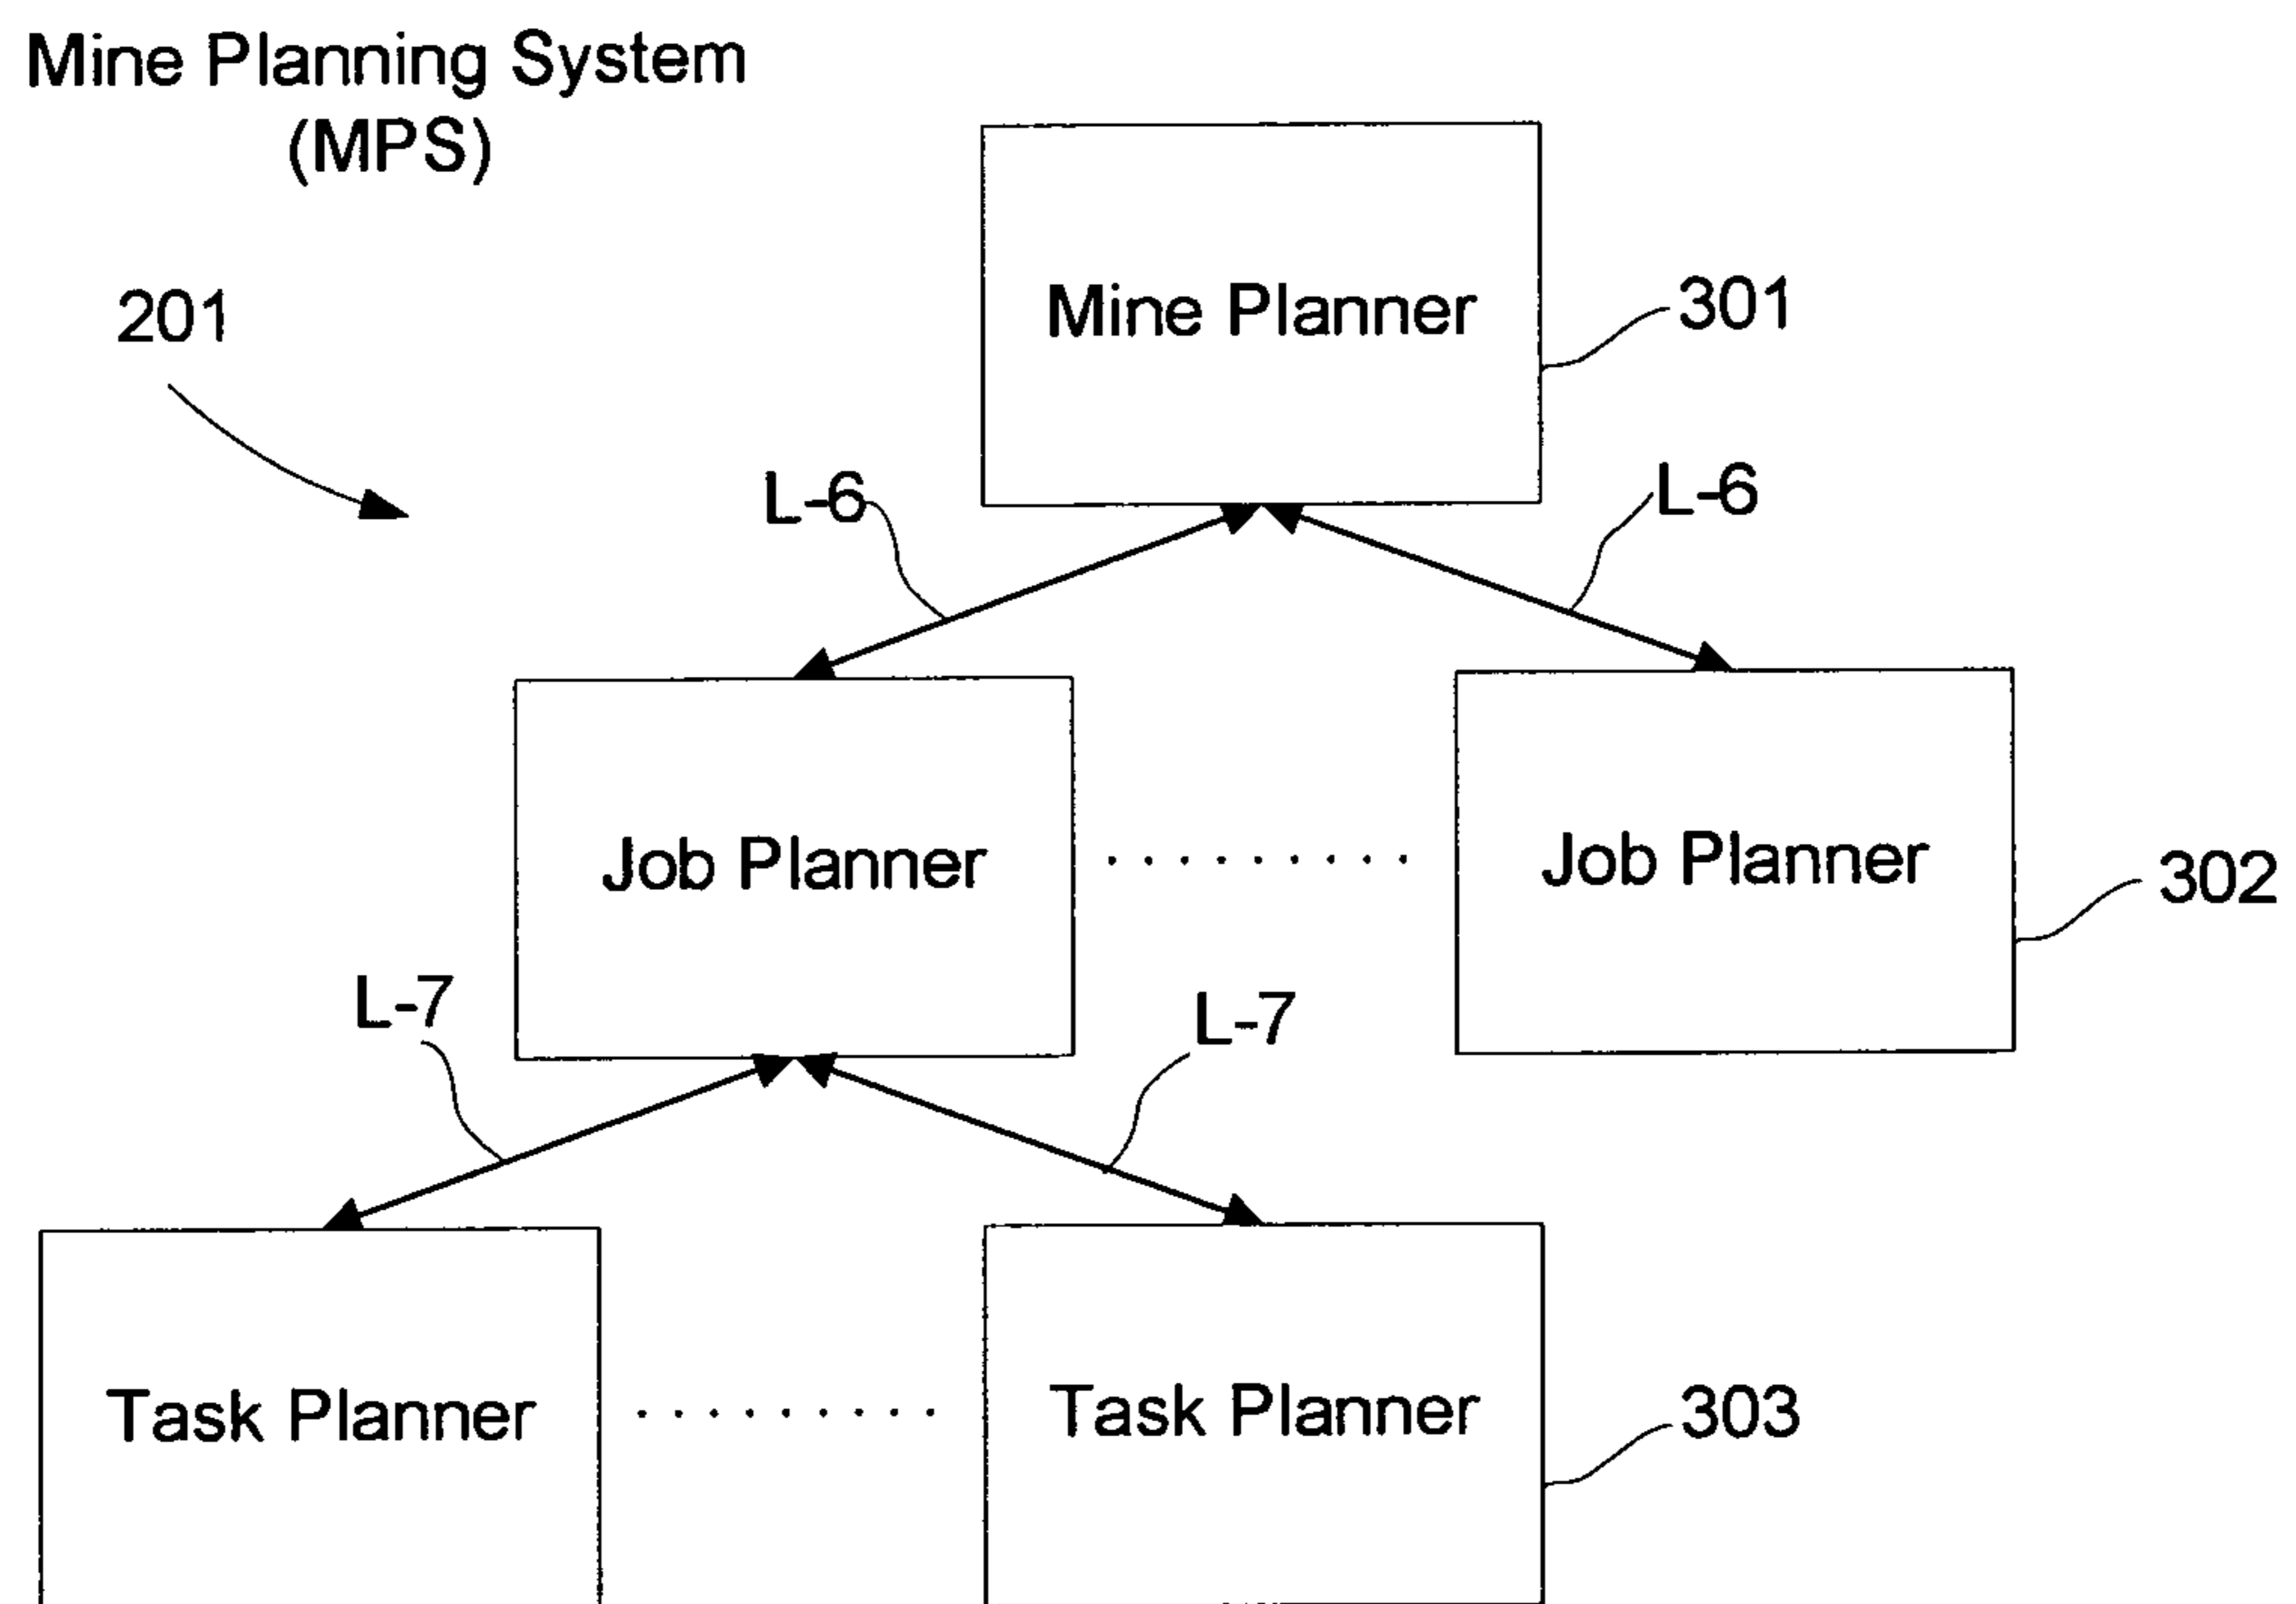 Mine Planning System
(MPS)
201
Mine Planner
301
L-6
L-6
Job Planner
Job Planner
302
L-7
L-7
Task Planner
Task Planner
303